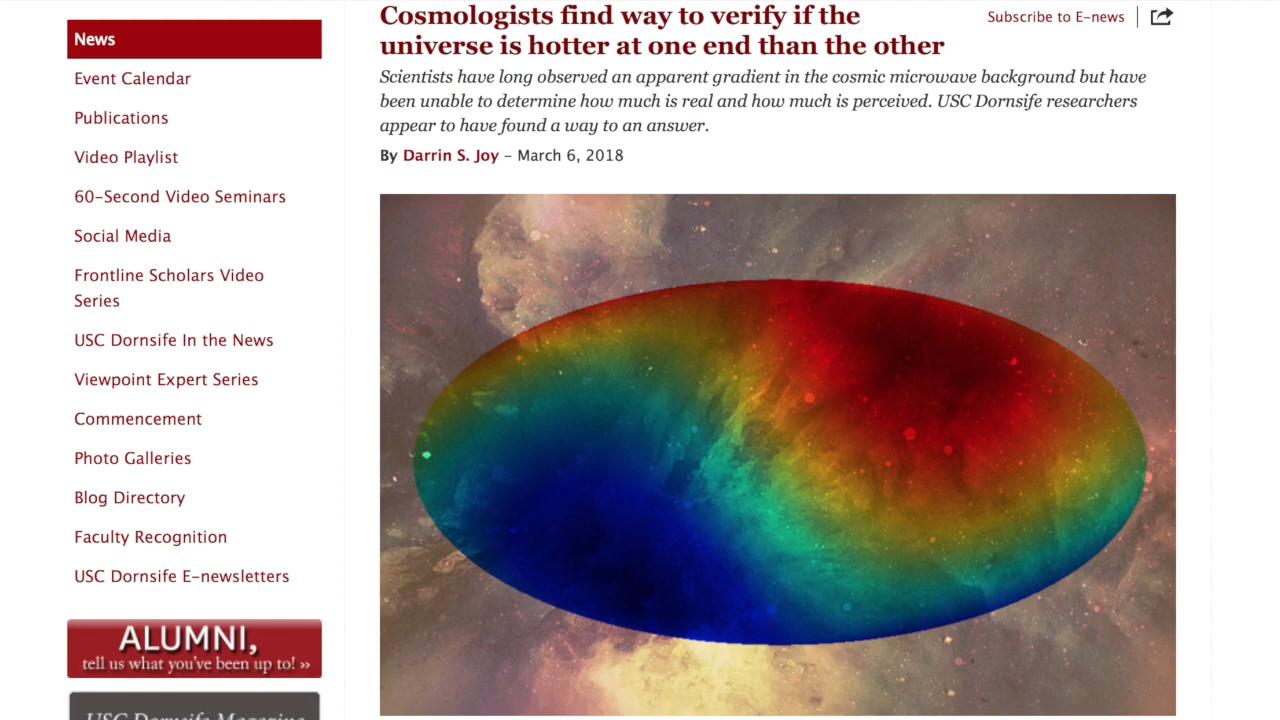 News
Event Calendar
Publications
Video Playlist
60-Second Video Seminars
Social Media
Frontline Scholars Video
Series
USC Dornsife In the News
Viewpoint Expert Series
Commencement
Photo Galleries
Blog Directory
Faculty Recognition
USC Dornsife E-newsletters
ALUMNI,
tell us what you've been up to! »
USC Dornsife Magazine
Cosmologists find way to verify if the
universe is hotter at one end than the other
Subscribe to E-news
Scientists have long observed an apparent gradient in the cosmic microwave background but have
been unable to determine how much is real and how much is perceived. USC Dornsife researchers
appear to have found a way to an answer.
By Darrin S. Joy – March 6, 2018